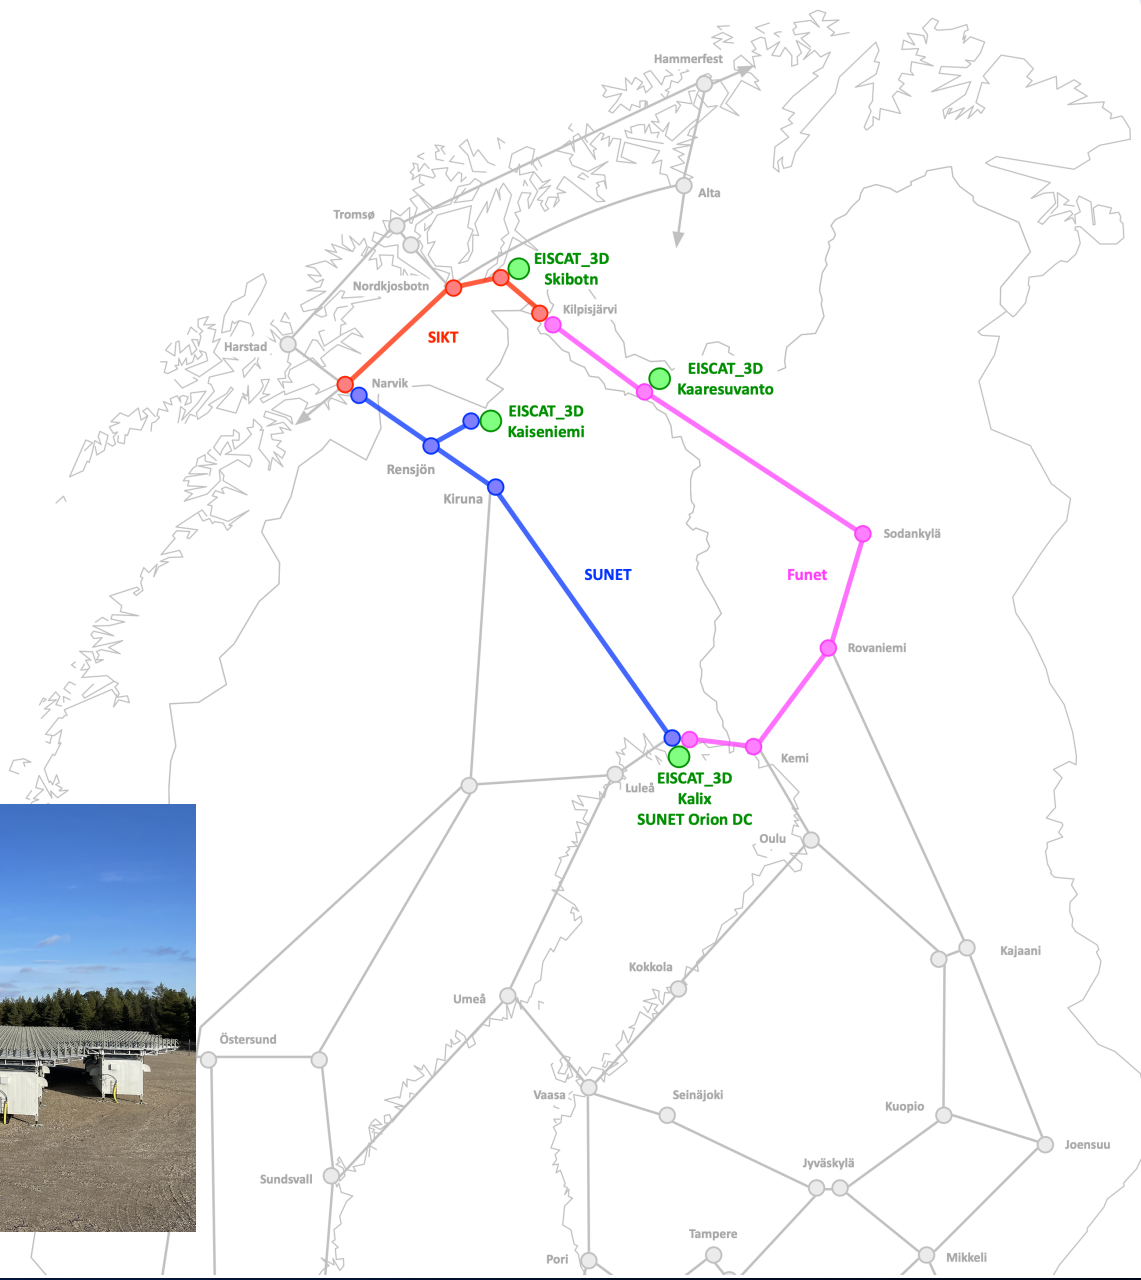 Hammerfest
Alta
Tromsø
EISCAT_3D
Skibotn
Nordkjosbotn
Kilpisjärvi
SIKT
Harstad
EISCAT_3D
Kaaresuvanto
Narvik
EISCAT_3D
Kaiseniemi
Rensjön
Kiruna
Sodankylä
SUNET
Funet
Rovaniemi
Kemi
EISCAT_3D
Kalix
SUNET Orion DC
Luleå
Oulu
Kajaani
Kokkola
Umeå
Östersund
Vaasa
Seinäjoki
Kuopio
Joensuu
Jyväskylä
Sundsvall
Tampere
Pori
Mikkeli